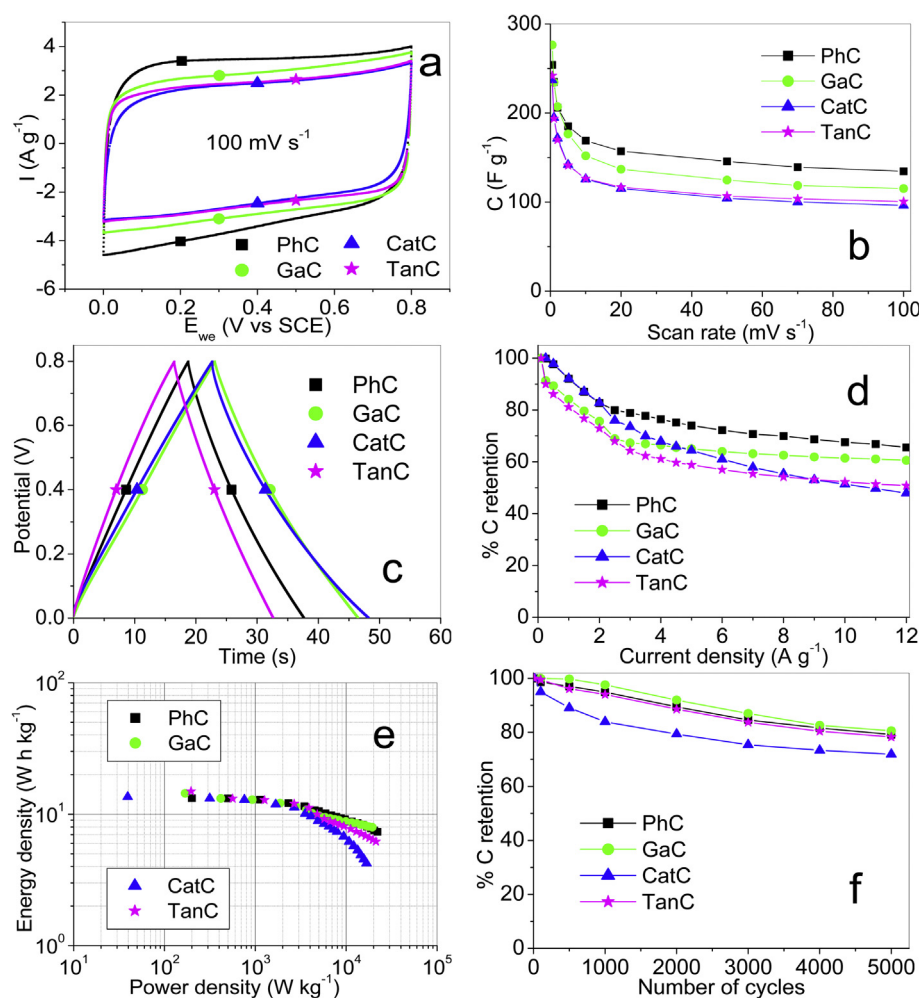 a
I (A g⁻¹)
6
4
2
0
-2
-4
-6
100 mV s⁻¹
PhC
GaC
CatC
TanC
0.0 0.2 0.4 0.6 0.8
E_we (V vs SCE)
b
C (F g⁻¹)
300
200
100
0
PhC
GaC
CatC
TanC
0 20 40 60 80 100
Scan rate (mV s⁻¹)
c
Potential (V)
0.8
0.4
0.0
PhC
GaC
CatC
TanC
0 10 20 30 40 50 60
Time (s)
d
% C retention
100
80
60
40
20
0
PhC
GaC
CatC
TanC
0 2 4 6 8 10 12
Current density (A g⁻¹)
e
Energy density (W h kg⁻¹)
10²
10¹
10⁰
PhC
GaC
CatC
TanC
10¹ 10² 10³ 10⁴ 10⁵
Power density (W kg⁻¹)
f
% C retention
100
80
60
40
20
0
PhC
GaC
CatC
TanC
0 1000 2000 3000 4000 5000
Number of cycles